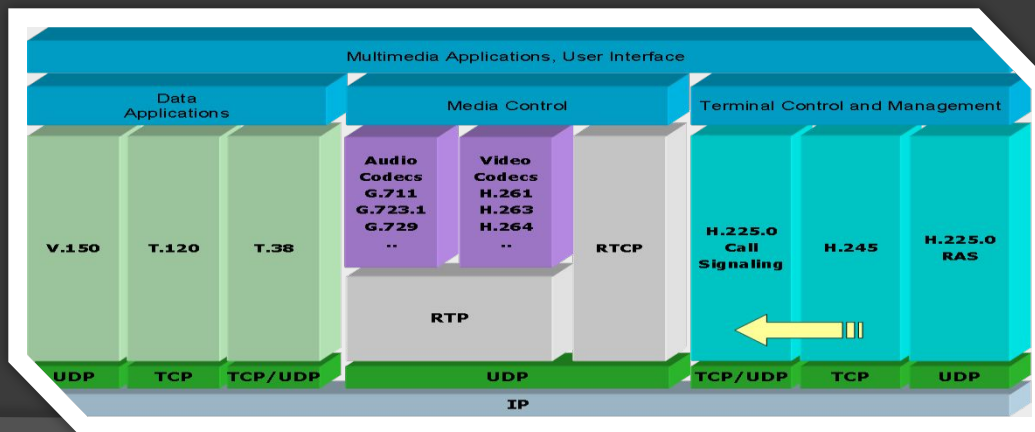 Multimedia Applications, User Interface
Data
Applications
Media Control
Terminal Control and Management
V.150
T.120
T.38
Audio
Codecs
G.711
G.723.1
G.729
..
Video
Codecs
H.261
H.263
H.264
..
RTP
RTCP
H.225.0
Call
Signaling
H.245
H.225.0
RAS
UDP
TCP
TCP/UDP
UDP
TCP/UDP
TCP
UDP
IP